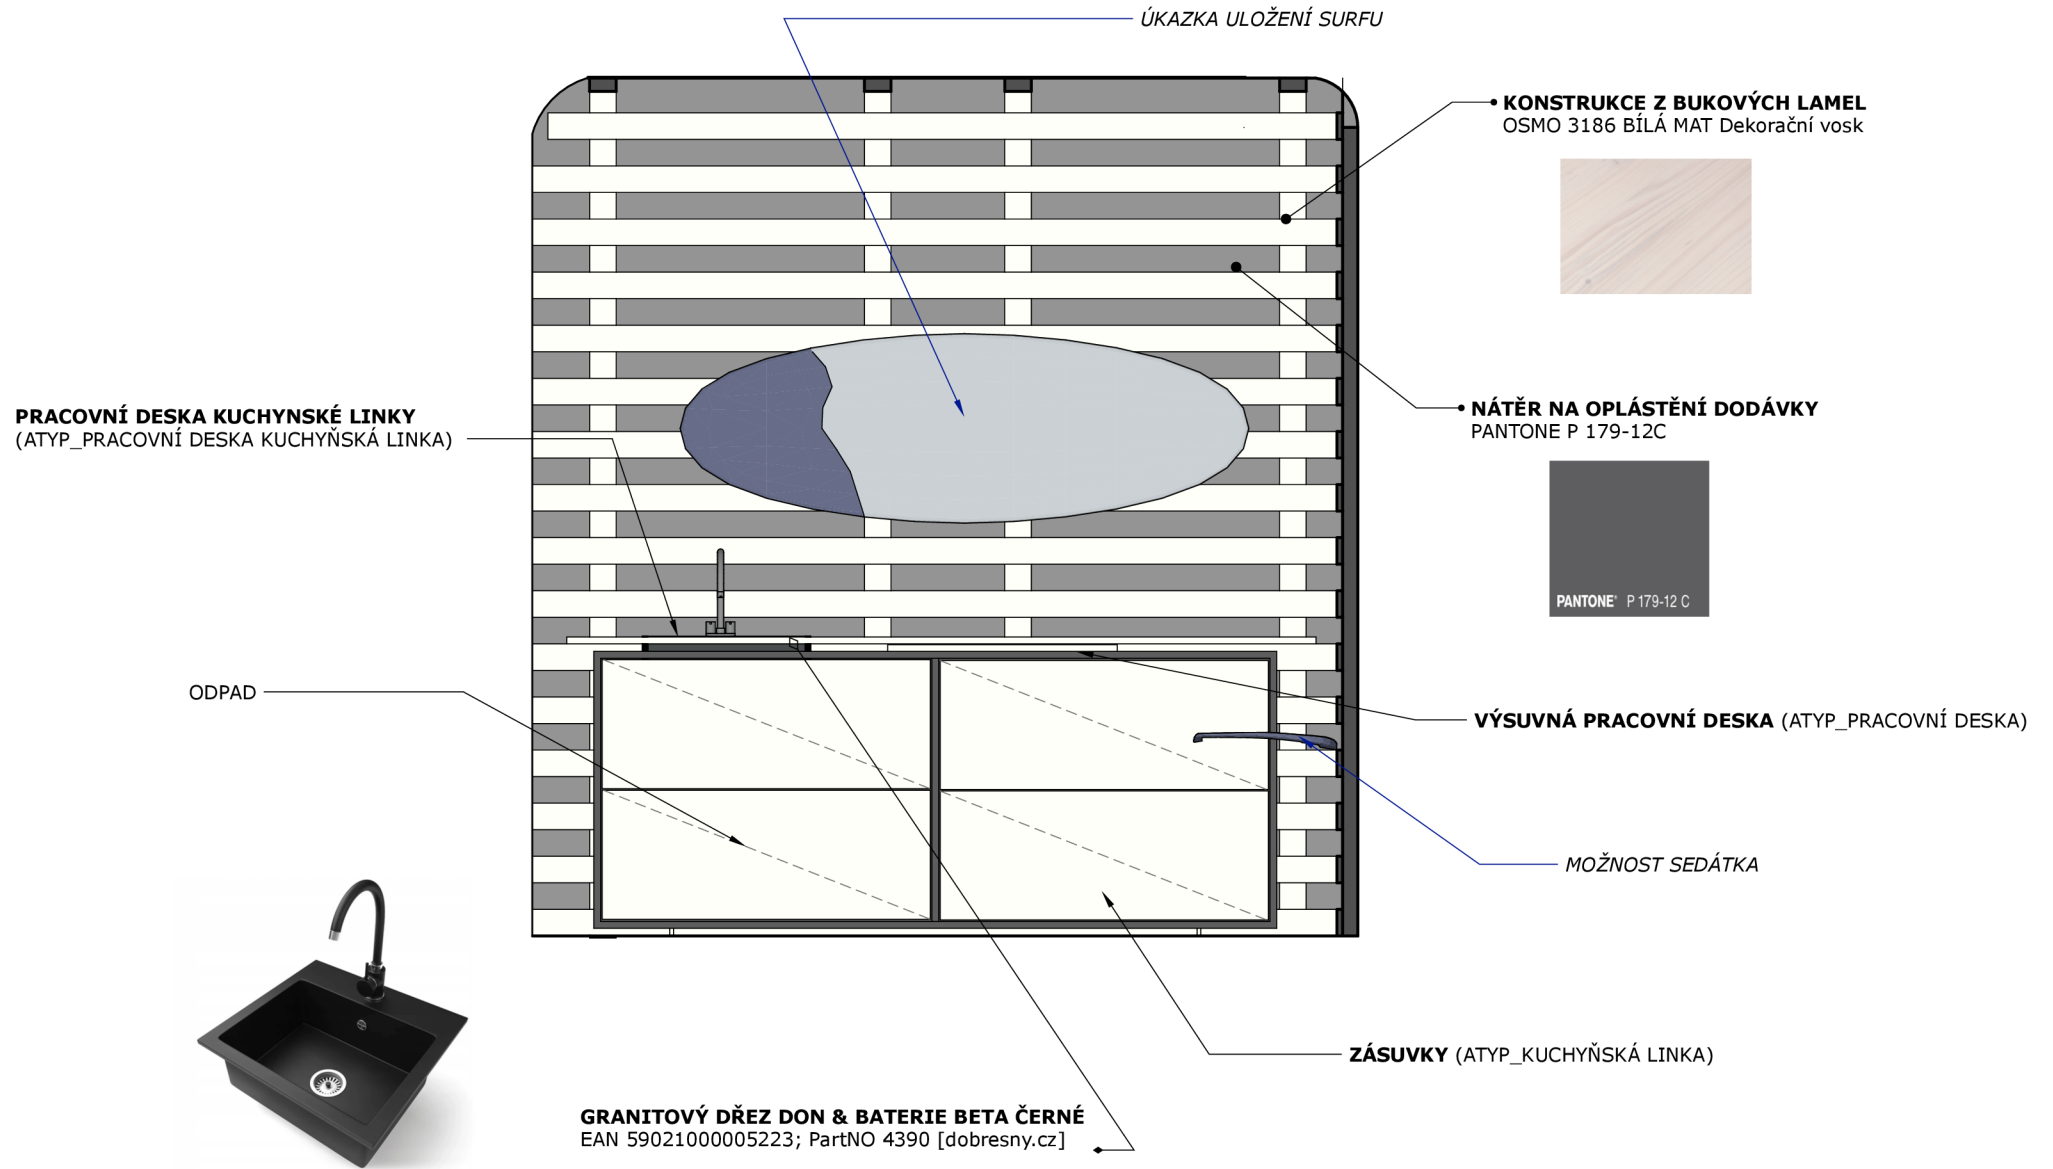 ÚKAZKA ULOŽENÍ SURFU
KONSTRUKCE Z BUKOVÝCH LAMEL
OSMO 3186 BÍLÁ MAT Dekorační vosk
NÁTĚR NA OPLÁSTĚNÍ DODÁVKY
PANTONE P 179-12C
PANTONE® P 179-12 C
PRACOVNÍ DESKA KUCHYNSKÉ LINKY
(ATYP_PRACOVNÍ DESKA KUCHYŇSKÁ LINKA)
ODPAD
VÝSUVNÁ PRACOVNÍ DESKA (ATYP_PRACOVNÍ DESKA)
MOŽNOST SEDÁTKA
ZÁSUVKY (ATYP_KUCHYŇSKÁ LINKA)
GRANITOVÝ DŘEZ DON & BATERIE BETA ČERNÉ
EAN 59021000005223; PartNO 4390 [dobresny.cz]